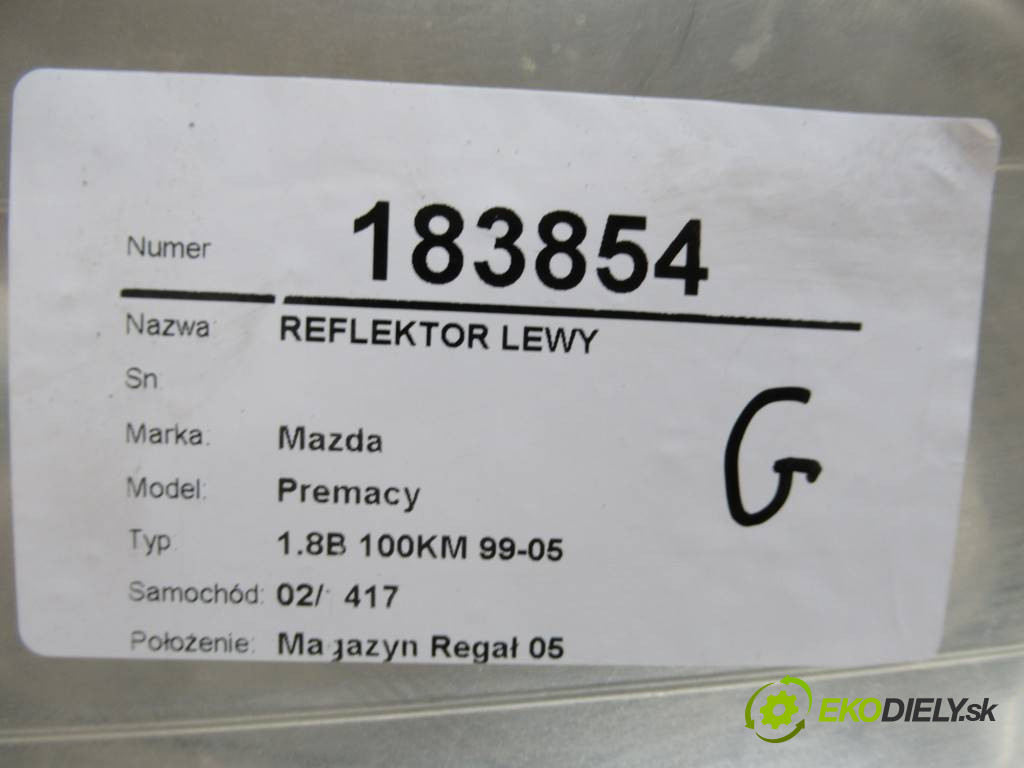 Numer 183854
Nazwa: REFLEKTOR LEWY
Sn
Marka: Mazda
G
Model: Premacy
Typ 1.8B 100KM 99-05
Samochód: 02/ 417
Położenie: Magazyn Regał 05
EKODIELY.sk